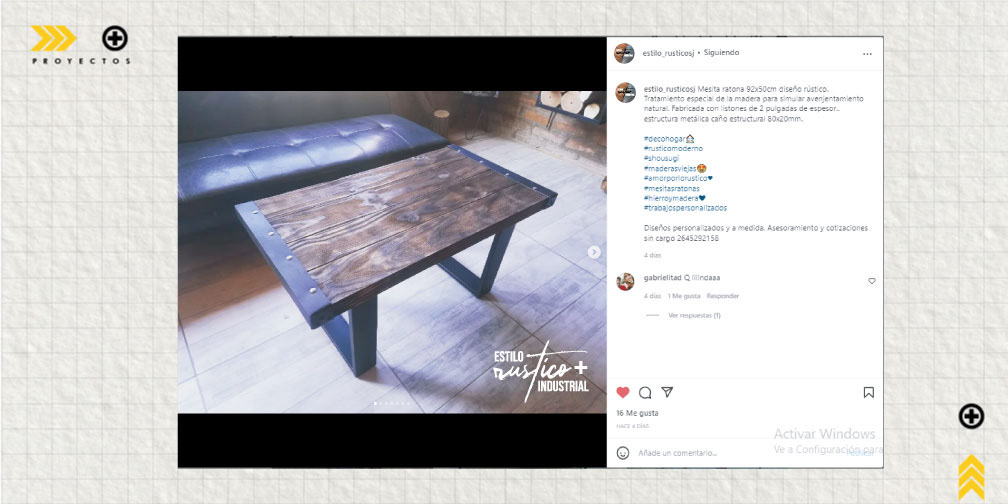 PROYECTOS
estilo_rusticosj • Siguiendo
estilo_rusticosj Mesita ratona 92x50cm diseño rústico.
Tratamiento especial de la madera para simular avenjentamiento
natural. Fabricada con listones de 2 pulgadas de espesor..
estructura metálica caño estructural 80x20mm.
#decohogar🏠
#rusticomoderno
#shousugi
#maderasviejas🥰
#amorporlorustico♥
#mesitasratonas
#hierroymadera♥
#trabajospersonalizados
Diseños personalizados y a medida. Asesoramiento y cotizaciones
sin cargo 2645292158
4 días
gabrielitad Q lilindaaa
4 días 1 Me gusta Responder
Ver respuestas (1)
ESTILO
rustico +
INDUSTRIAL
16 Me gusta
HACE 4 DÍAS
Activar Windows
Ve a Configuración para
Añade un comentario...
Publicar